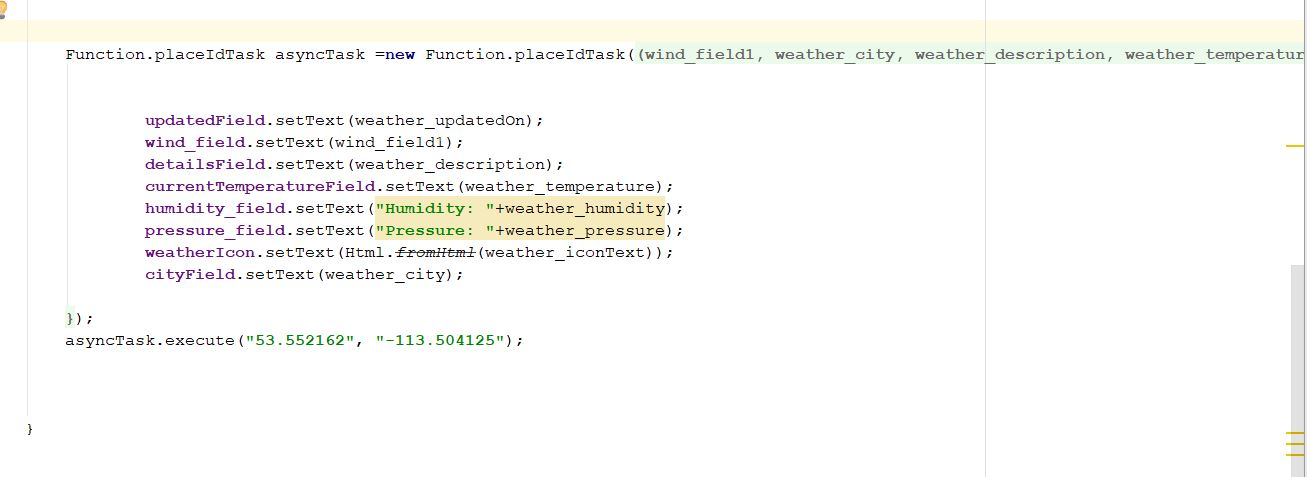 Function.placeIdTask asyncTask =new Function.placeIdTask((wind_field1, weather_city, weather_description, weather_temperatur
updatedField.setText(weather_updatedOn);
wind_field.setText(wind_field1);
detailsField.setText(weather_description);
currentTemperatureField.setText(weather_temperature);
humidity_field.setText("Humidity: "+weather_humidity);
pressure_field.setText("Pressure: "+weather_pressure);
weatherIcon.setText(Html.fromHtml(weather_iconText));
cityField.setText(weather_city);
});
asyncTask.execute("53.552162", "-113.504125");
}